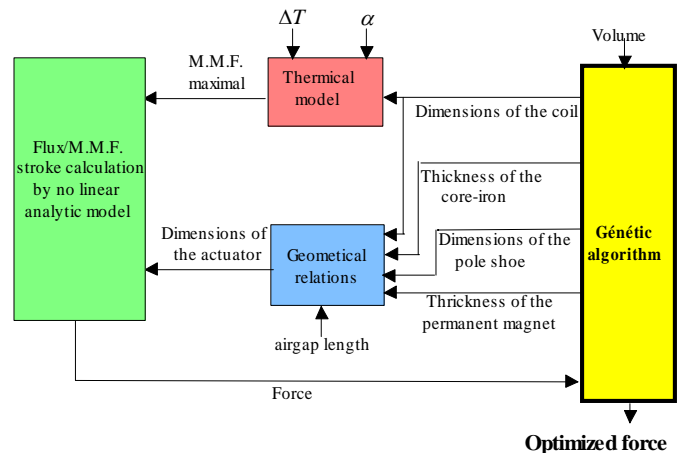 ΔT
α
Volume
M.M.F.
maximal
Thermical
model
Dimensions of the coil
Flux/M.M.F.
stroke calculation
by no linear
analytic model
Thickness of the
core-iron
Dimensions of
the actuator
Geometical
relations
Dimensions of the
pole shoe
Génétic
algorithm
Thrickness of the
permanent magnet
airgap length
Force
Optimized force